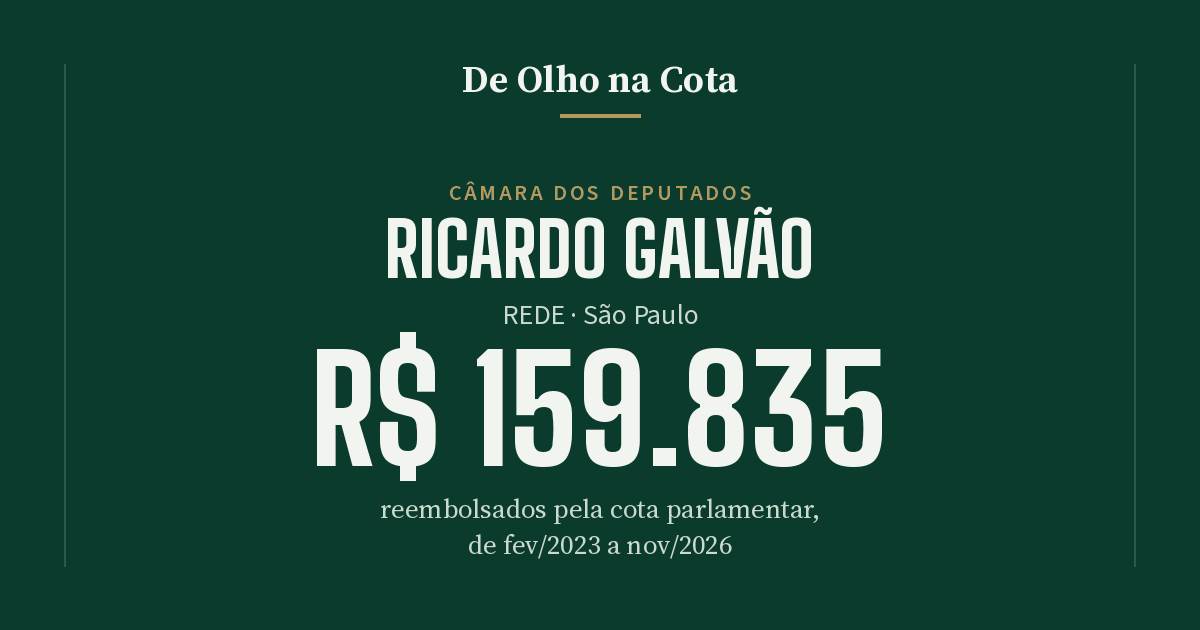 De Olho na Cota
CÂMARA DOS DEPUTADOS
RICARDO GALVÃO
REDE · São Paulo
R$ 159.835
reembolsados pela cota parlamentar,
de fev/2023 a nov/2026